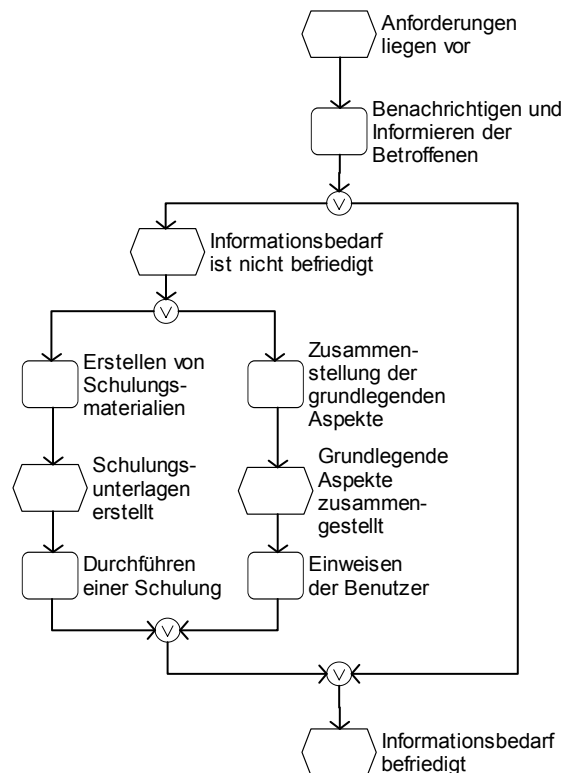 Anforderungen
liegen vor
Benachrichtigen und
Informieren der
Betroffenen
V
Informationsbedarf
ist nicht befriedigt
V
Erstellen von
Schulungs-
materialien
Zusammen-
stellung der
grundlegenden
Aspekte
Schulungs-
unterlagen
erstellt
Grundlegende
Aspekte
zusammen-
gestellt
Durchführen
einer Schulung
Einweisen
der Benutzer
V
V
Informationsbedarf
befriedigt